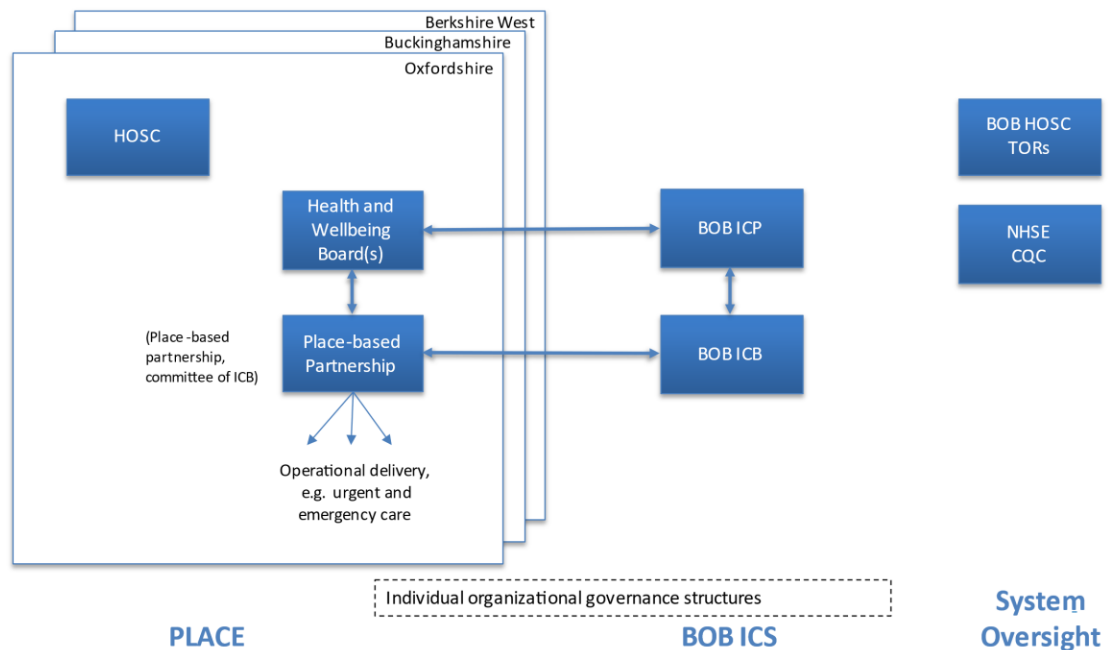 Berkshire West
Buckinghamshire
Oxfordshire
HOSC
Health and
Wellbeing
Board(s)
(Place -based
partnership,
committee of ICB)
Place-based
Partnership
Operational delivery,
e.g. urgent and
emergency care
BOB ICP
BOB ICB
BOB HOSC
TORs
NHSE
CQC
Individual organizational governance structures
PLACE
BOB ICS
System
Oversight